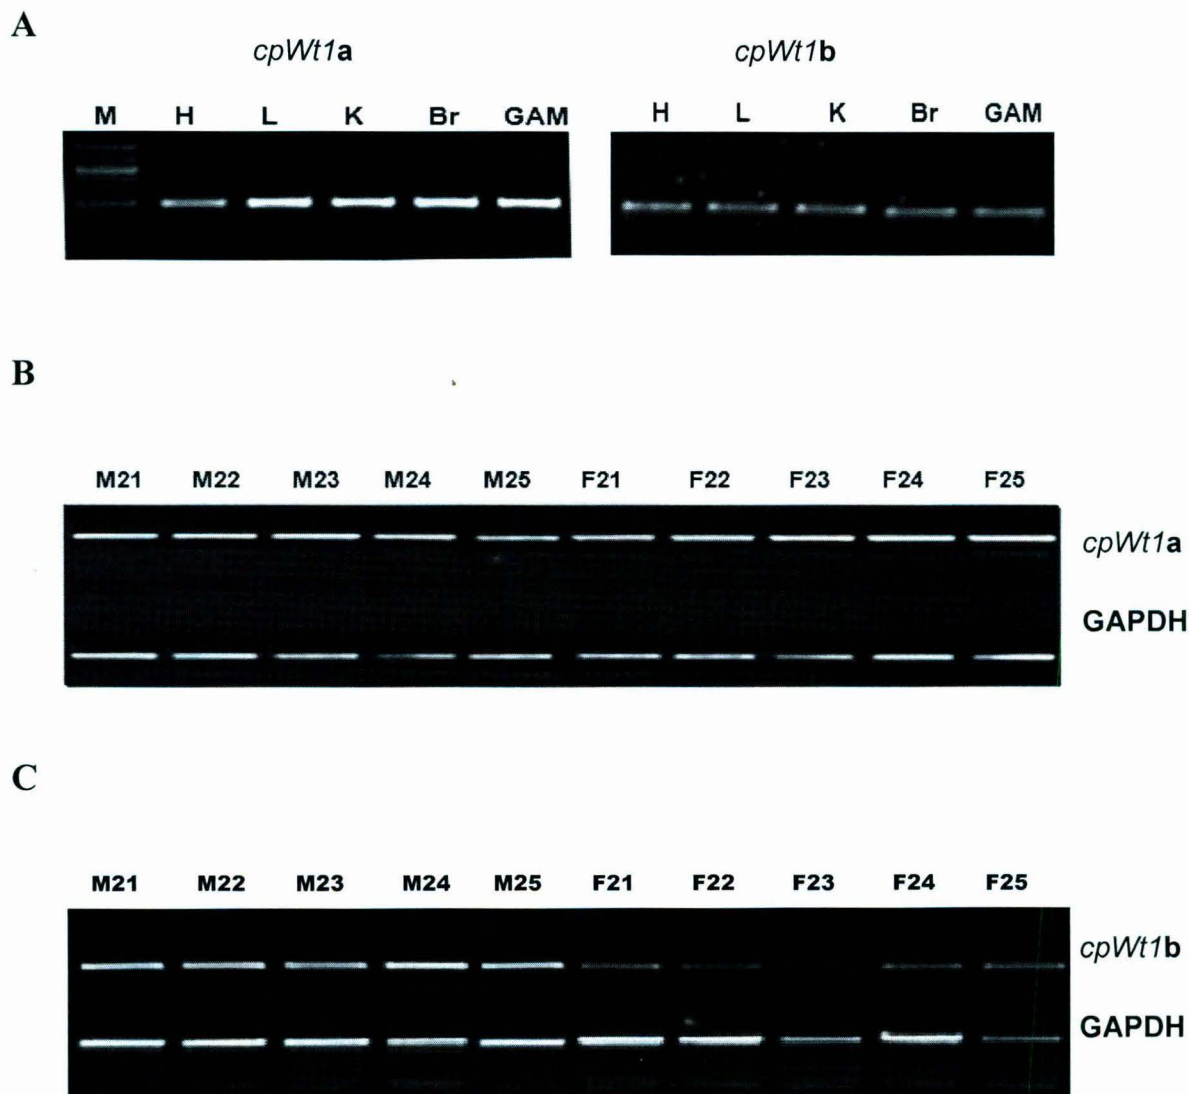 A
cpWt1a cpWt1b
M H L K Br GAM H L K Br GAM
B
M21 M22 M23 M24 M25 F21 F22 F23 F24 F25
cpWt1a
GAPDH
C
M21 M22 M23 M24 M25 F21 F22 F23 F24 F25
cpWt1b
GAPDH